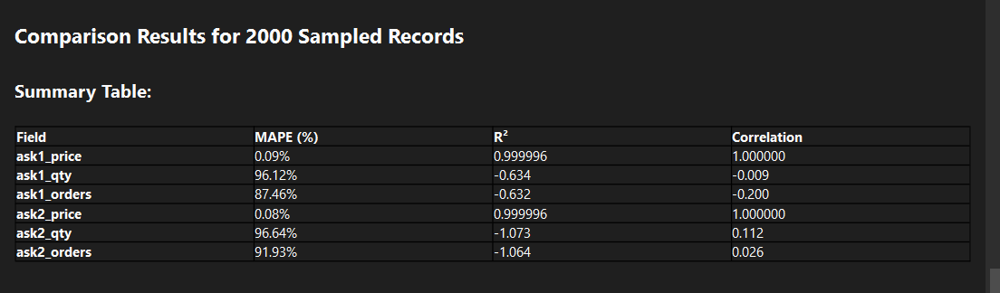 Comparison Results for 2000 Sampled Records
Summary Table:
Field MAPE (%) R² Correlation
ask1_price 0.09% 0.999996 1.000000
ask1_qty 96.12% -0.634 -0.009
ask1_orders 87.46% -0.632 -0.200
ask2_price 0.08% 0.999996 1.000000
ask2_qty 96.64% -1.073 0.112
ask2_orders 91.93% -1.064 0.026